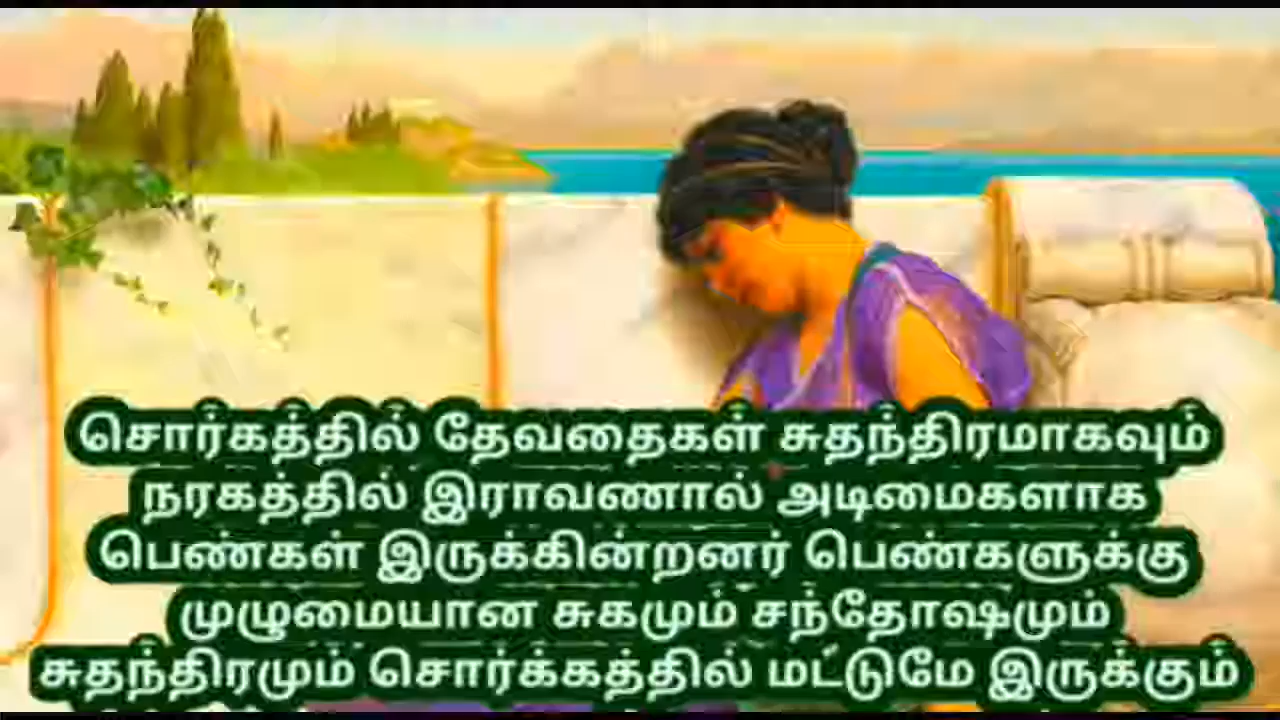 சொர்கத்தில் தேவதைகள் சுதந்திரமாகவும்
நரகத்தில் இராவணால் அடிமைகளாக
பெண்கள் இருக்கின்றனர் பெண்களுக்கு
முழுமையான சுகமும் சந்தோஷமும்
சுதந்திரமும் சொர்க்கத்தில் மட்டுமே இருக்கும்